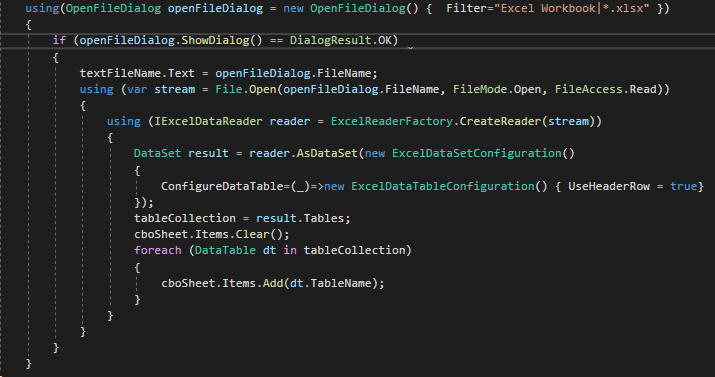 using(OpenFileDialog openFileDialog = new OpenFileDialog() {  Filter="Excel Workbook|*.xlsx" })
{
    if (openFileDialog.ShowDialog() == DialogResult.OK)
    {
        textFileName.Text = openFileDialog.FileName;
        using (var stream = File.Open(openFileDialog.FileName, FileMode.Open, FileAccess.Read))
        {
            using (IExcelDataReader reader = ExcelReaderFactory.CreateReader(stream))
            {
                DataSet result = reader.AsDataSet(new ExcelDataSetConfiguration()
                {
                    ConfigureDataTable=(_)=>new ExcelDataTableConfiguration() { UseHeaderRow = true}
                });
                tableCollection = result.Tables;
                cboSheet.Items.Clear();
                foreach (DataTable dt in tableCollection)
                {
                    cboSheet.Items.Add(dt.TableName);
                }
            }
        }
    }
}